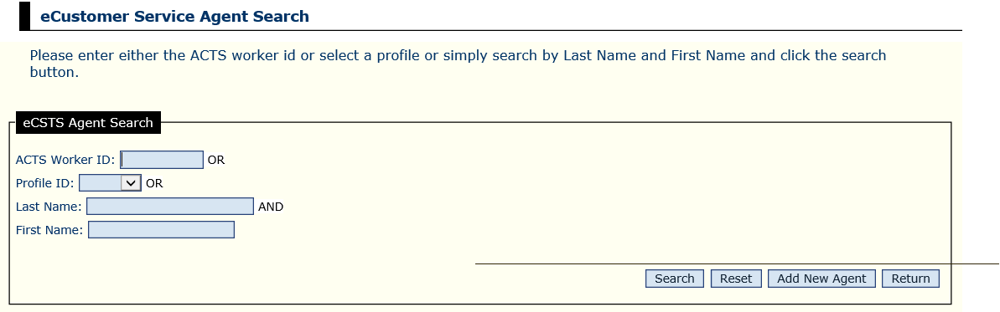 eCustomer Service Agent Search
Please enter either the ACTS worker id or select a profile or simply search by Last Name and First Name and click the search
button.
eCSTS Agent Search
ACTS Worker ID: OR
Profile ID: OR
Last Name: AND
First Name:
Search Reset Add New Agent Return